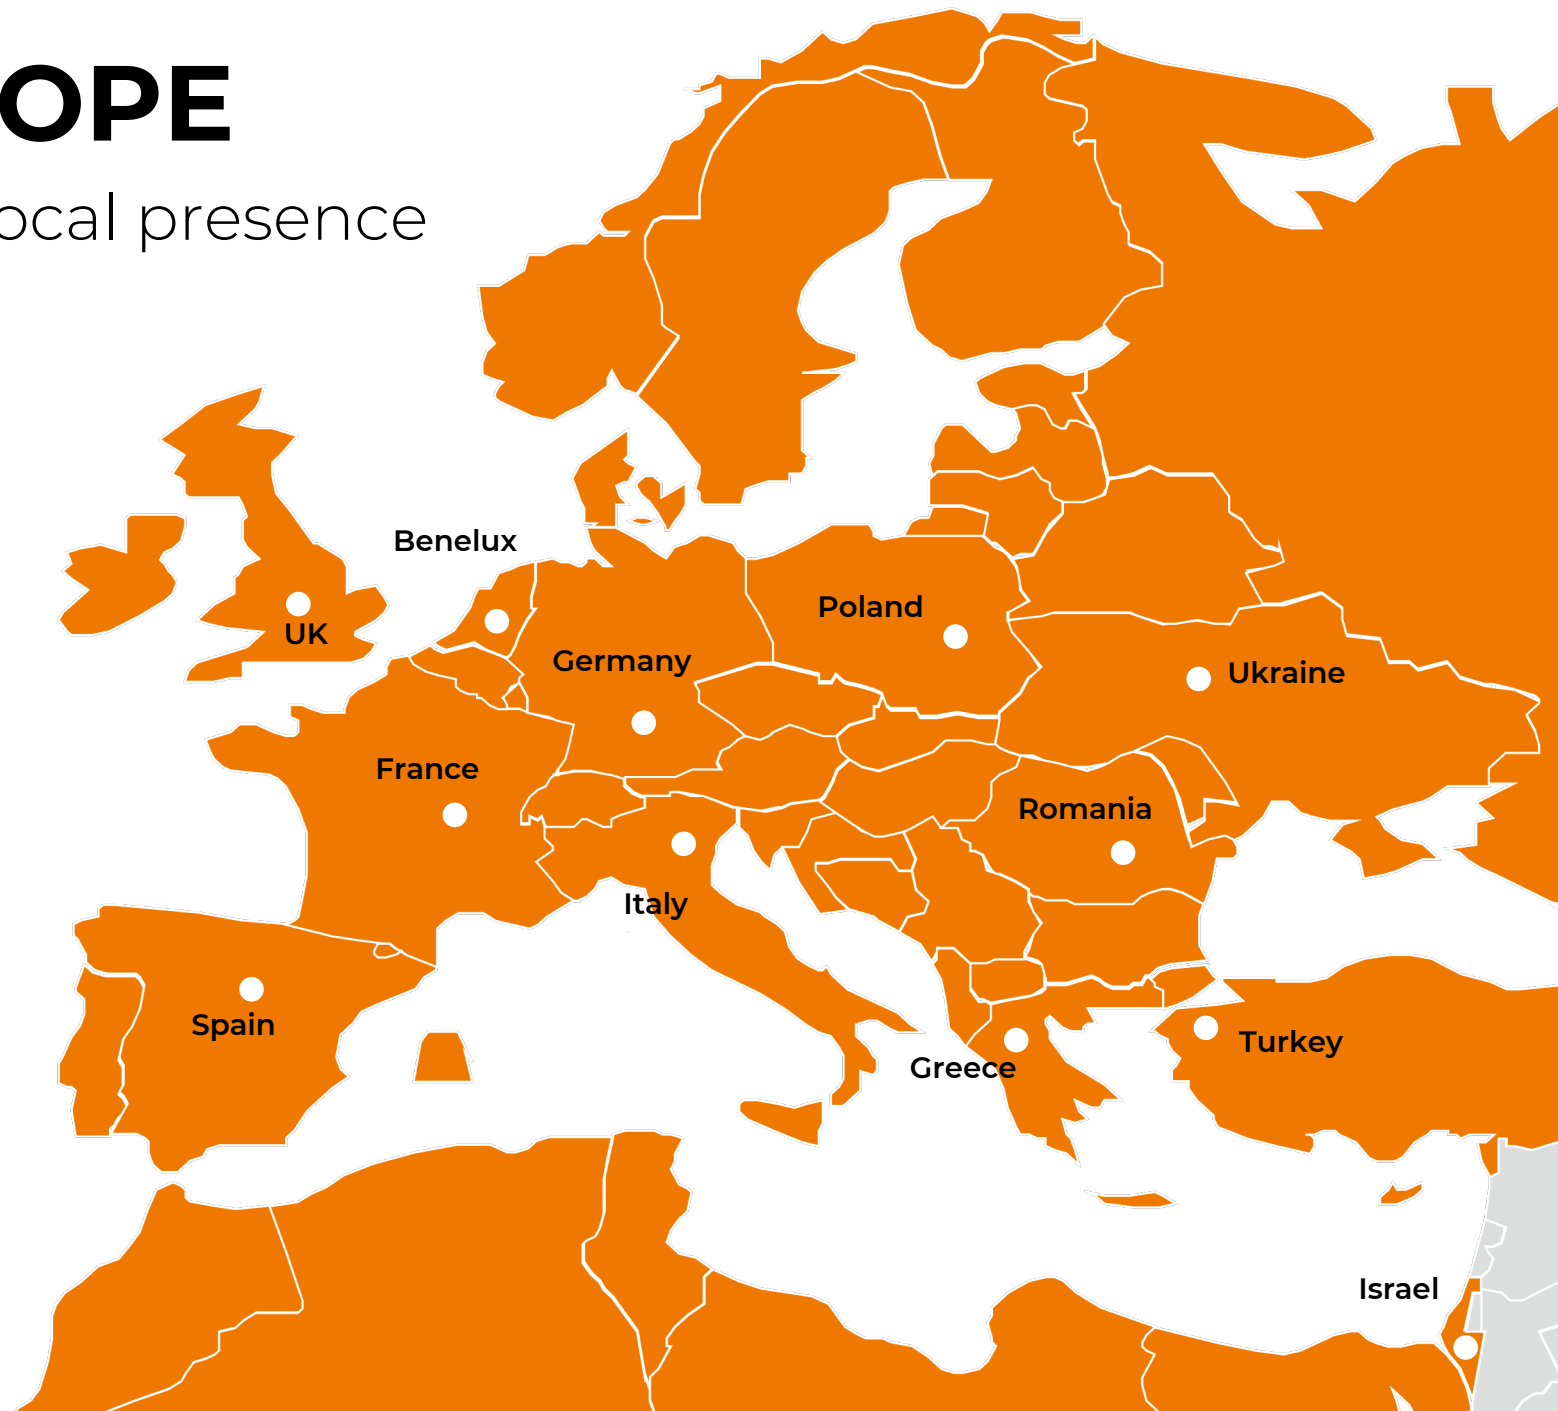 OPE
ocal presence
Benelux
Poland
UK
Germany
Ukraine
France
Romania
Italy
Spain
Turkey
Greece
Israel